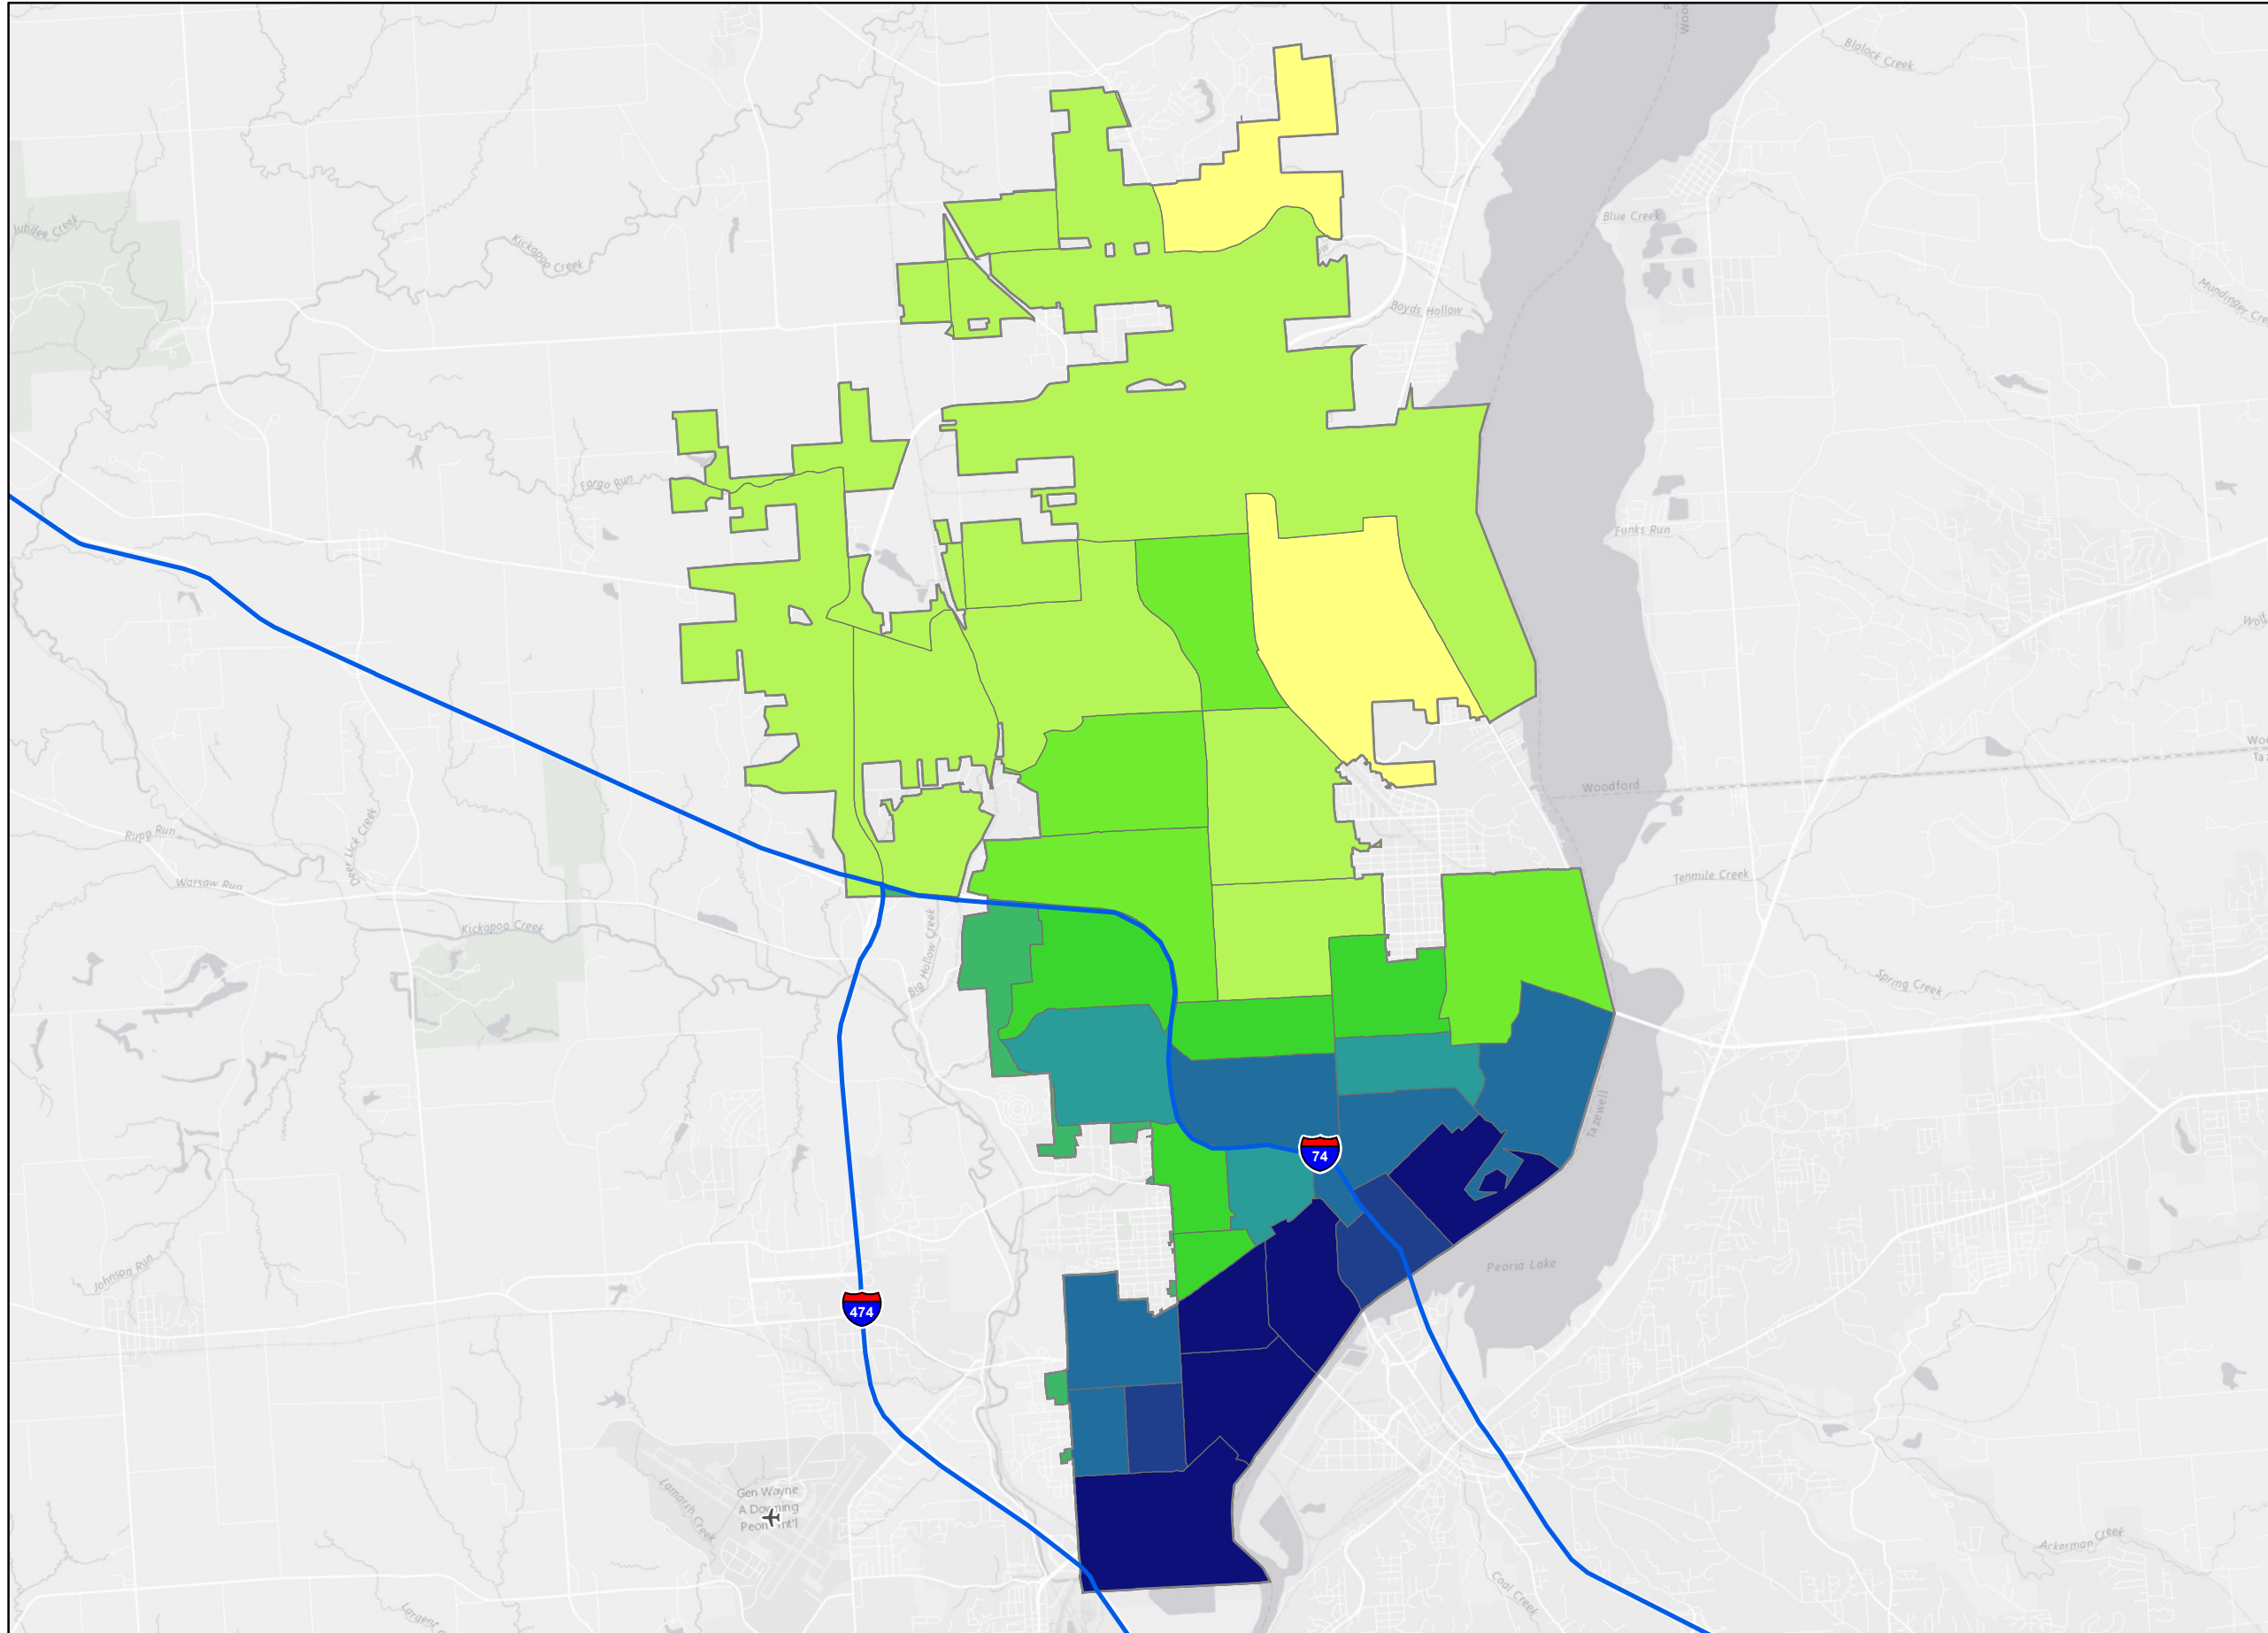 Blalock Creek
Jubilee Creek
Kickapoo Creek
Blue Creek
Boyds Hollow
Fargo Run
Funks Run
Woodford
Rupp Run
Deer Lick Creek
Warsaw Run
Tenmile Creek
Kickapoo Creek
Big Hollow Creek
Spring Creek
Tazewell
74
Johnson Run
Peoria Lake
474
Lamarsh Creek
Gen Wayne
A Downing
Ackerman Creek
Coal Creek